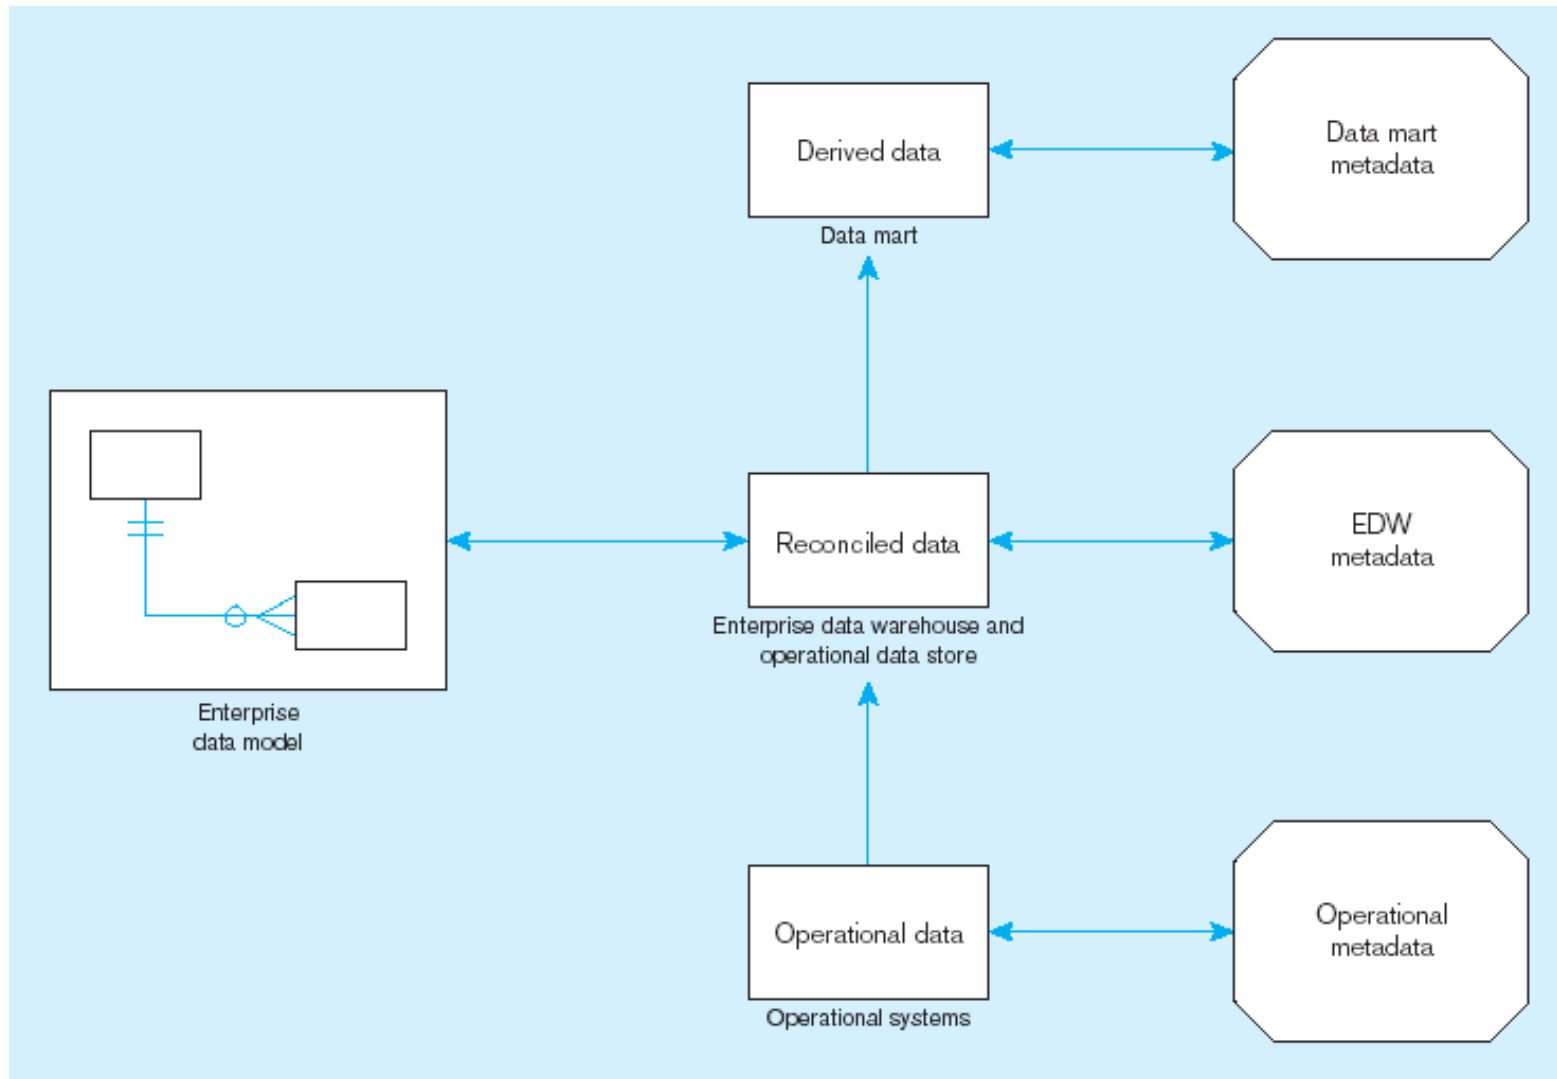 Derived data
Data mart
Data mart
metadata
Reconciled data
Enterprise data warehouse and
operational data store
EDW
metadata
Enterprise
data model
Operational data
Operational systems
Operational
metadata